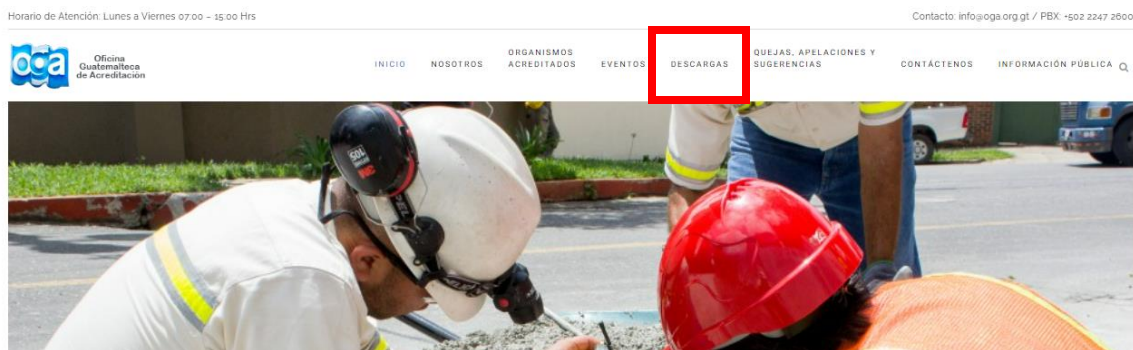 Horario de Atención: Lunes a Viernes 07:00 – 15:00 Hrs
Contacto: info@oga.org.gt / PBX: +502 2247 2600
oga
Oficina
Guatemalteca
de Acreditación
INICIO
NOSOTROS
ORGANISMOS
ACREDITADOS
EVENTOS
DESCARGAS
QUEJAS, APELACIONES Y
SUGERENCIAS
CONTÁCTENOS
INFORMACIÓN PÚBLICA
SOL